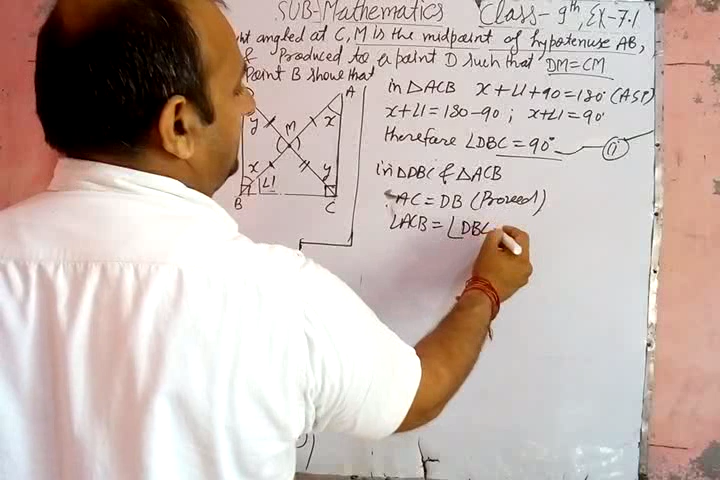 SUB-Mathematics Class-9th, EX-7.1
angled at C, M is the midpoint of hypotenuse AB,
Produced to a point D such that DM=CM
Point B show that
in △ACB x+∠1+90=180° (ASP)
x+∠1=180-90; x+∠1=90°
therefare ∠DBC=90° (11)
in △DBC & △ACB
AC=DB (Proved)
∠ACB=∠DBC
A
y
x
M
x
y
∠1
B
C